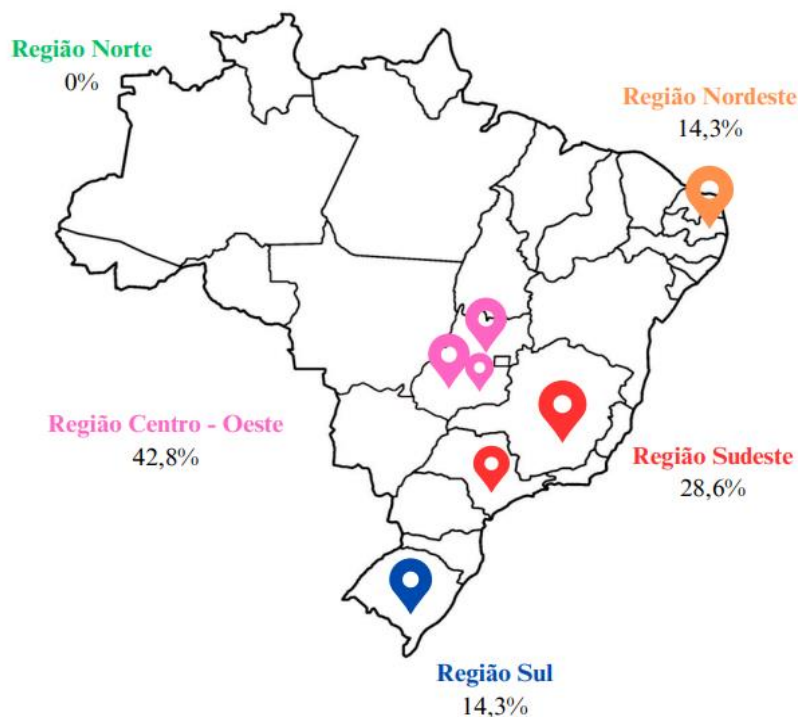 Região Norte
0%
Região Nordeste
14,3%
Região Centro - Oeste
42,8%
Região Sudeste
28,6%
Região Sul
14,3%